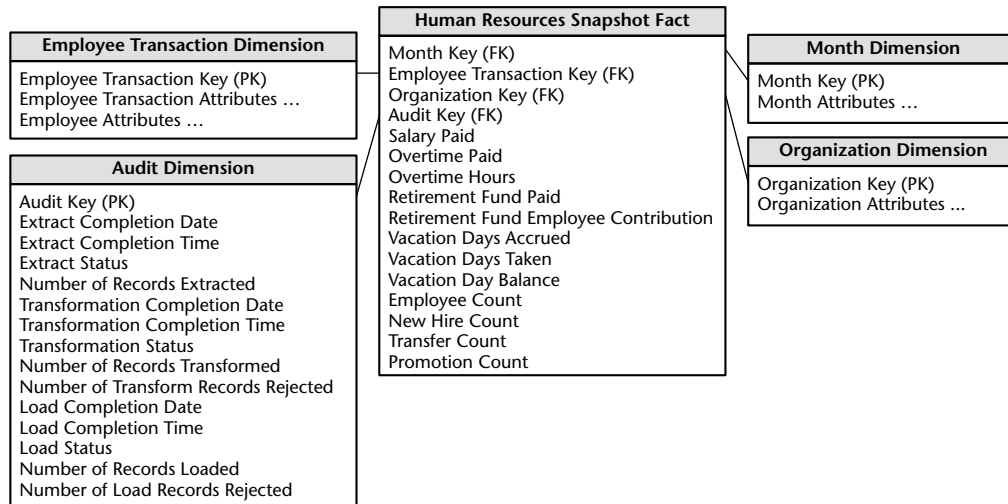 Employee Transaction Dimension
Employee Transaction Key (PK)
Employee Transaction Attributes …
Employee Attributes …
Audit Dimension
Audit Key (PK)
Extract Completion Date
Extract Completion Time
Extract Status
Number of Records Extracted
Transformation Completion Date
Transformation Completion Time
Transformation Status
Number of Records Transformed
Number of Transform Records Rejected
Load Completion Date
Load Completion Time
Load Status
Number of Records Loaded
Number of Load Records Rejected
Human Resources Snapshot Fact
Month Key (FK)
Employee Transaction Key (FK)
Organization Key (FK)
Audit Key (FK)
Salary Paid
Overtime Paid
Overtime Hours
Retirement Fund Paid
Retirement Fund Employee Contribution
Vacation Days Accrued
Vacation Days Taken
Vacation Day Balance
Employee Count
New Hire Count
Transfer Count
Promotion Count
Month Dimension
Month Key (PK)
Month Attributes …
Organization Dimension
Organization Key (PK)
Organization Attributes ...